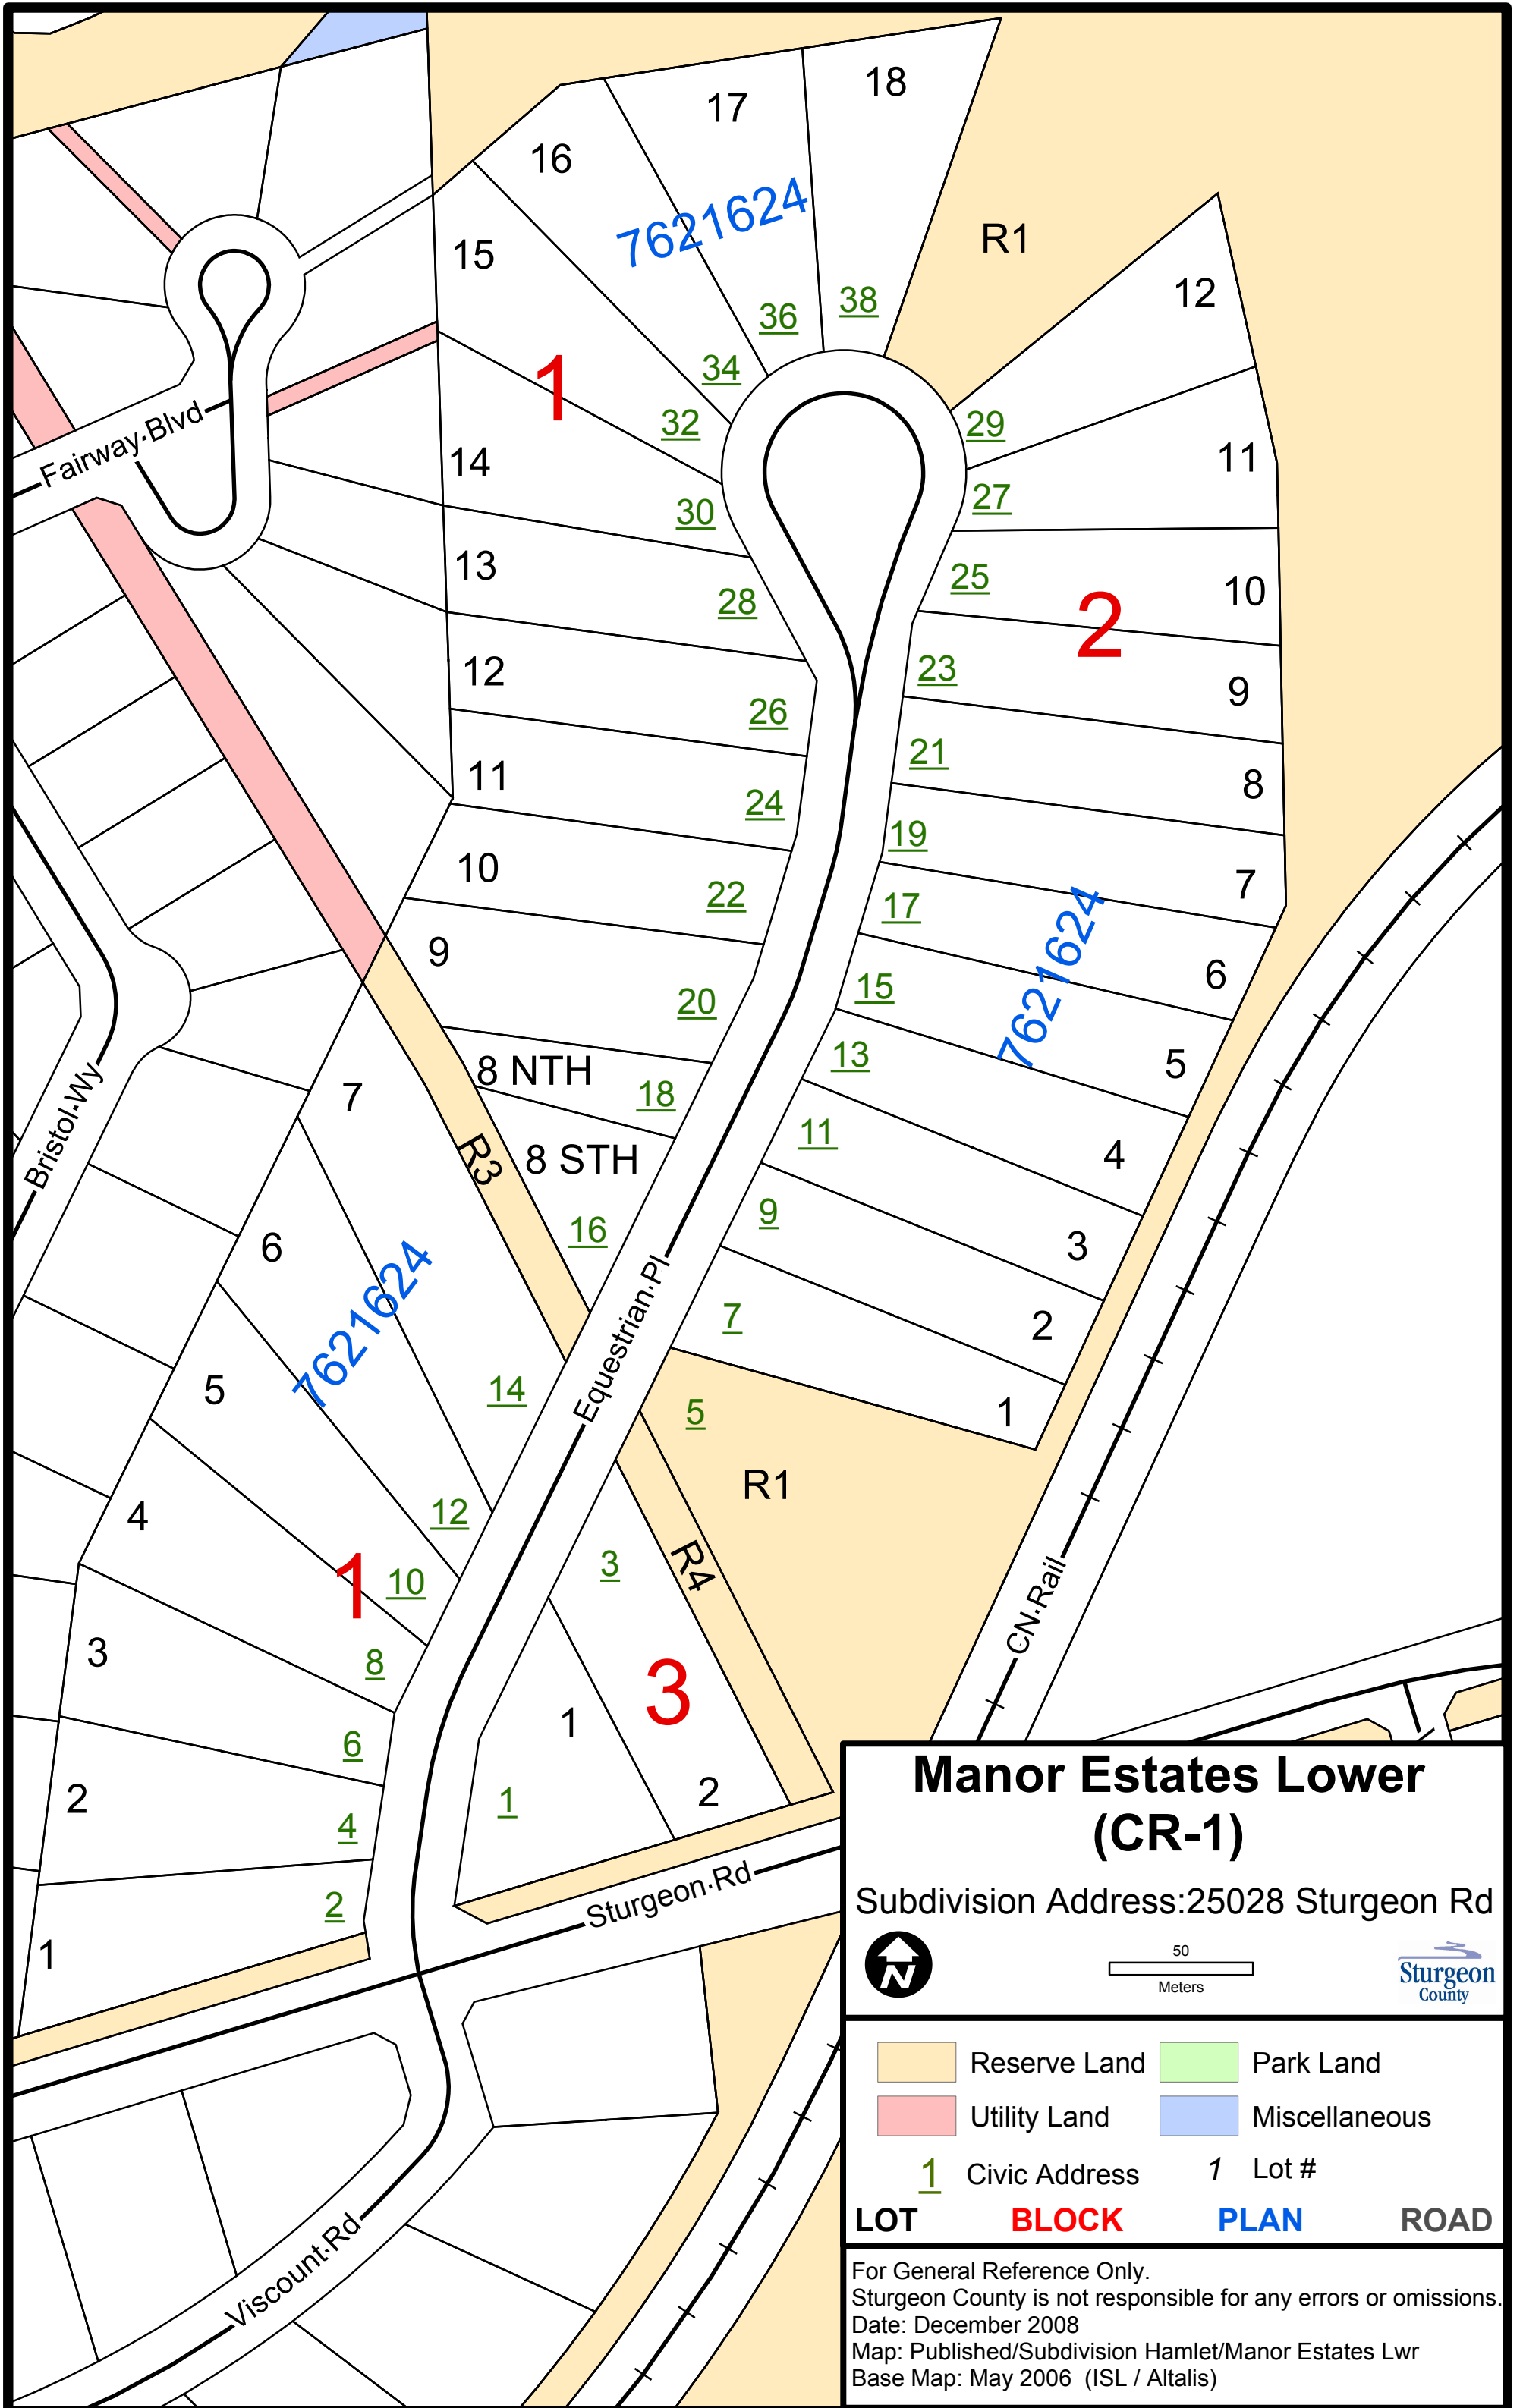 18
17
16
7621624
R1
15
12
38
36
34
1
32
29
Fairway Blvd
14
11
27
30
13
25
10
28
2
12
23
9
26
21
11
8
24
19
10
7
22
17
7621624
9
6
15
20
5
13
8 NTH
18
7
Bristol Wy
11
4
R3
8 STH
9
16
3
6
7621624
Equestrian Pl
7
2
5
14
5
1
R1
4
12
3
R4
10
1
CN Rail
3
8
3
1
6
2
2
1
4
Sturgeon Rd
2
1
Viscount Rd
Manor Estates Lower
(CR-1)
Subdivision Address:25028 Sturgeon Rd
N
50
Meters
Sturgeon
County
Reserve Land
Park Land
Utility Land
Miscellaneous
1 Civic Address
1 Lot #
LOT BLOCK PLAN ROAD
For General Reference Only.
Sturgeon County is not responsible for any errors or omissions.
Date: December 2008
Map: Published/Subdivision Hamlet/Manor Estates Lwr
Base Map: May 2006 (ISL / Altalis)